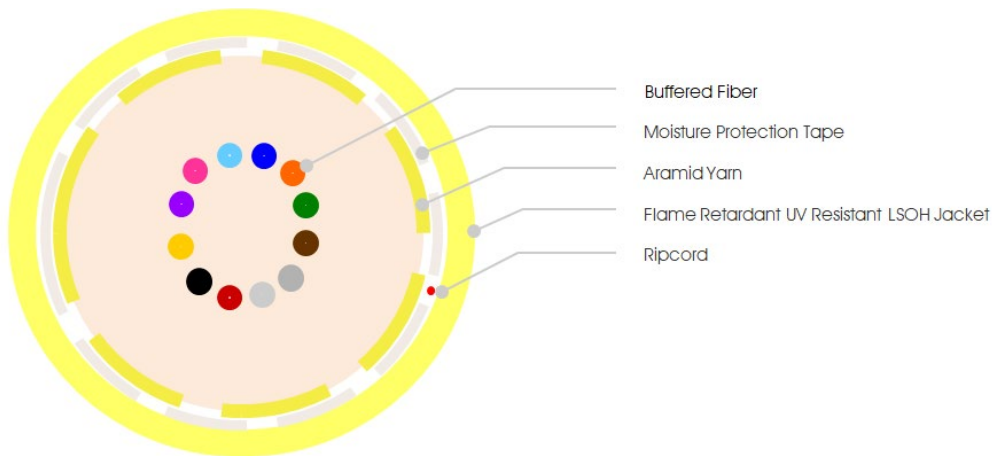 Buffered Fiber
Moisture Protection Tape
Aramid Yarn
Flame Retardant UV Resistant LSOH Jacket
Ripcord